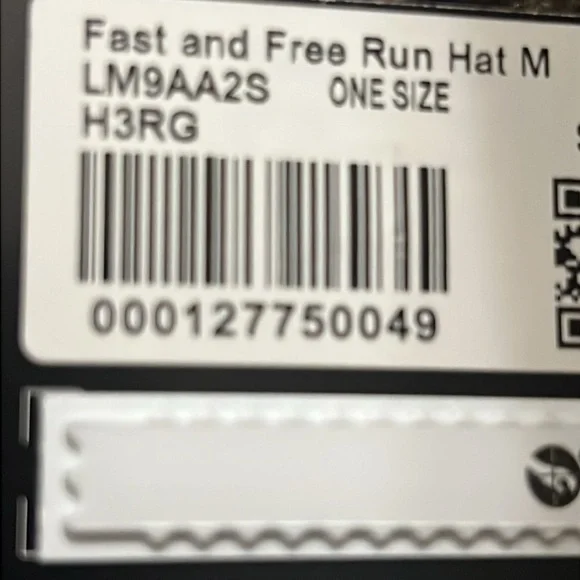 Fast and Free Run Hat M
LM9AA2S ONE SIZE
H3RG
000127750049